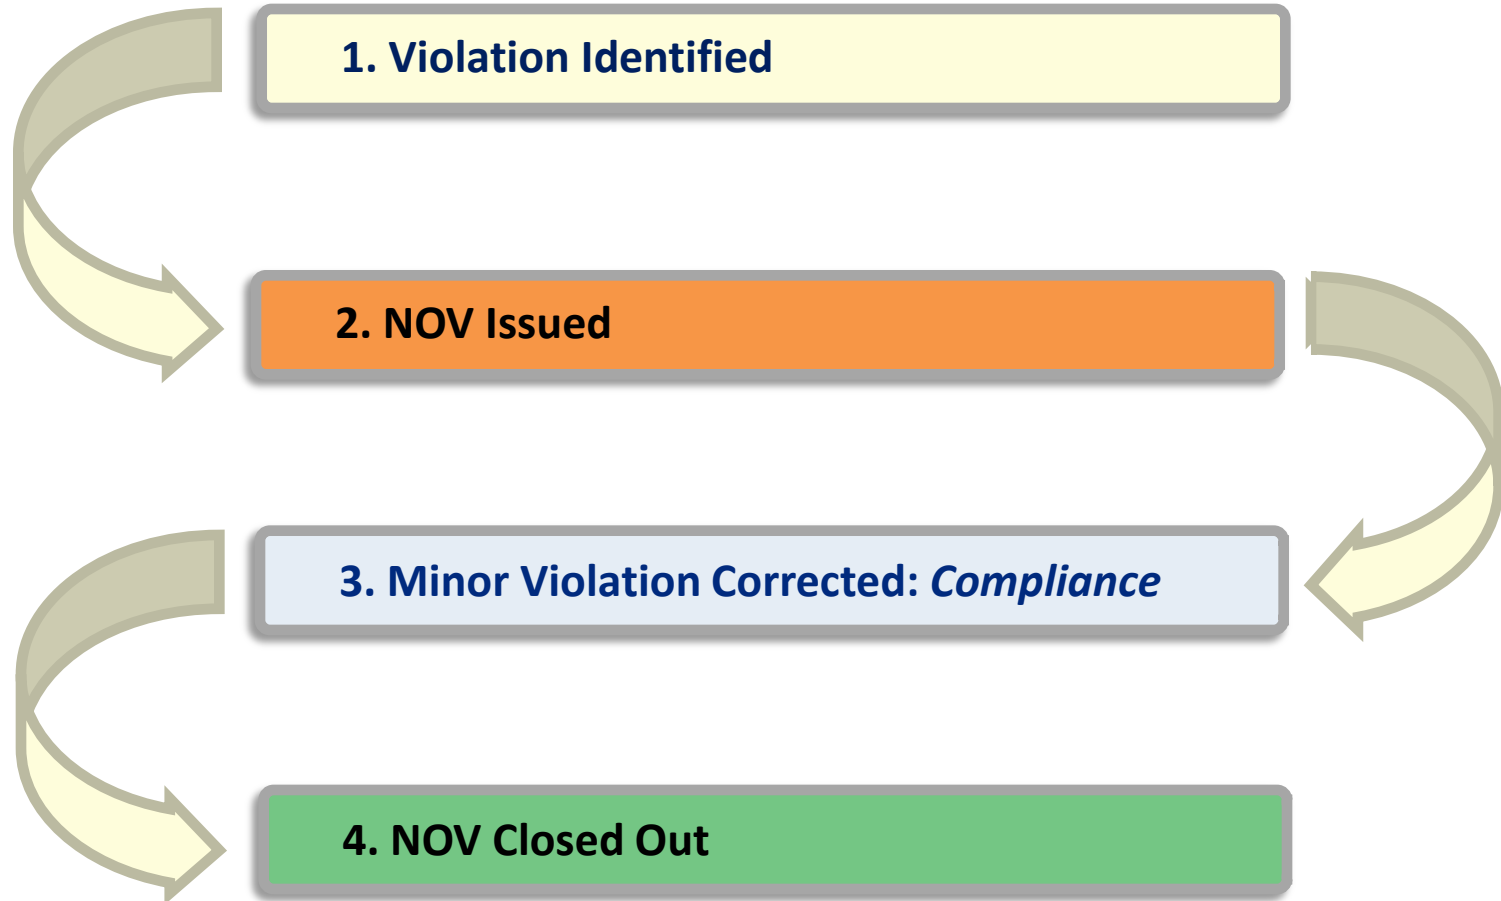 1. Violation Identified
2. NOV Issued
3. Minor Violation Corrected: Compliance
4. NOV Closed Out